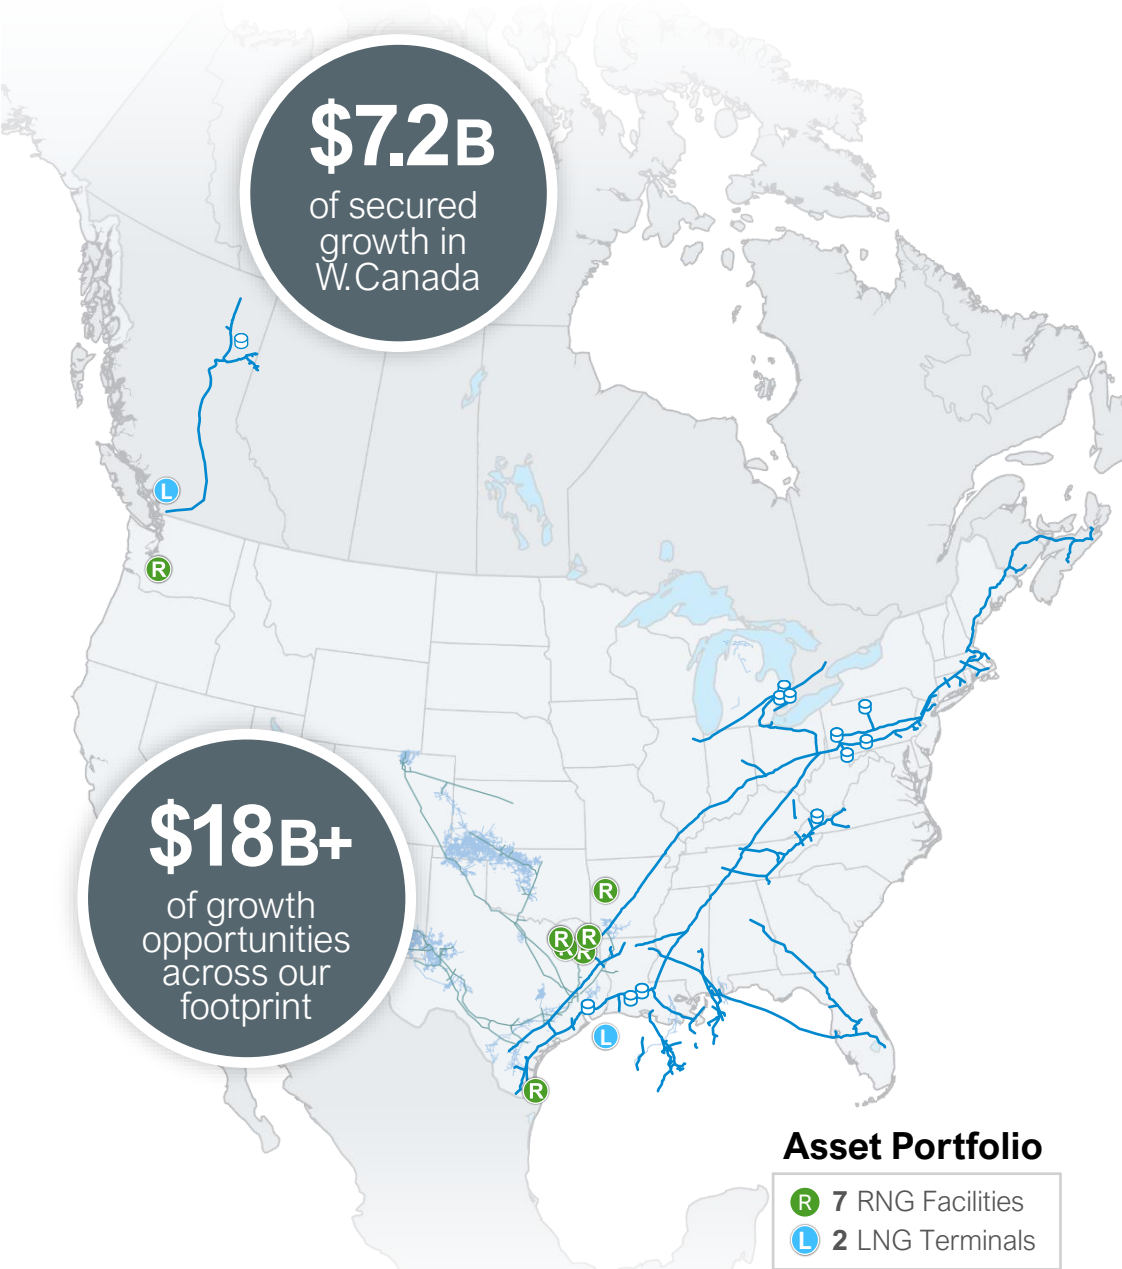 $7.2B
of secured
growth in
W.Canada
L
R
$18B+
of growth
opportunities
across our
footprint
R
R
R
R
R
L
R
Asset Portfolio
R 7 RNG Facilities
L 2 LNG Terminals